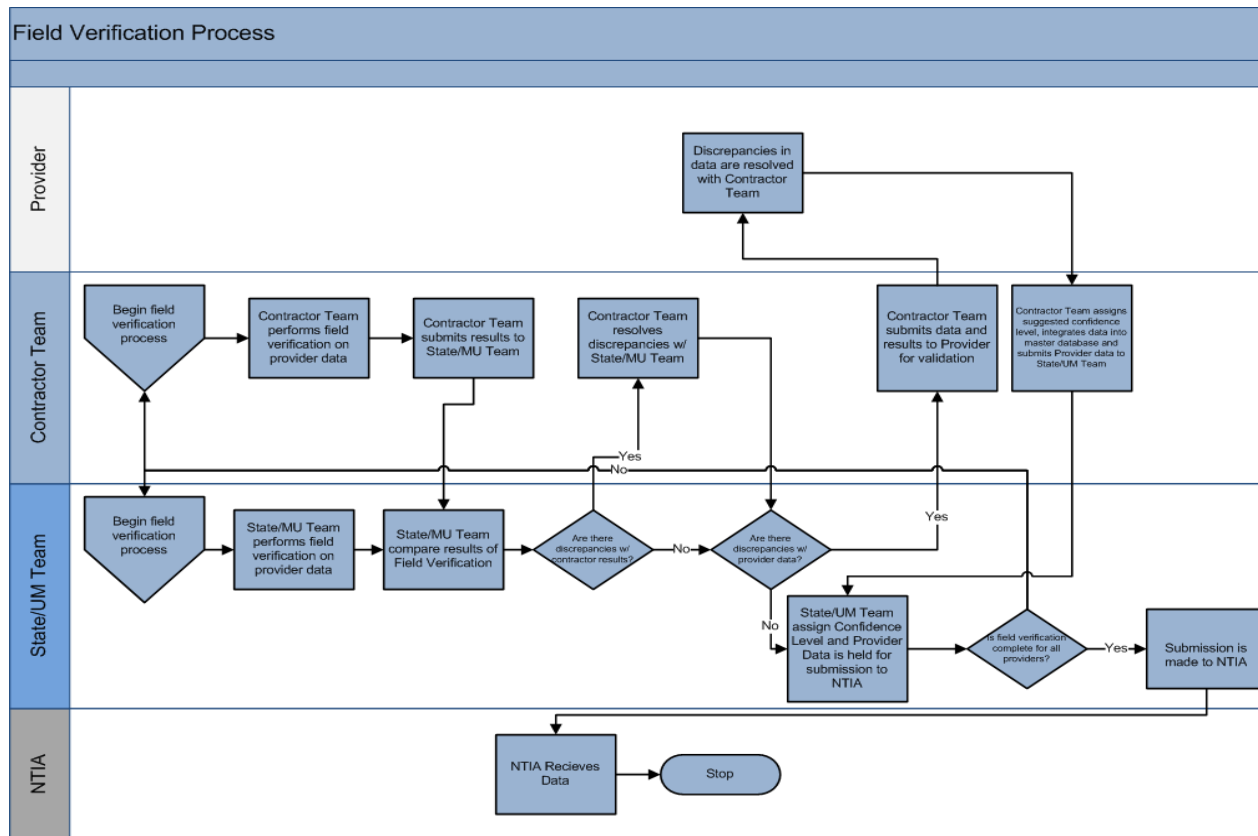 Field Verification Process
Provider
Discrepancies in
data are resolved
with Contractor
Team
Contractor Team
Begin field
verification
process
Contractor Team
performs field
verification on
provider data
Contractor Team
submits results to
State/MU Team
Contractor Team
resolves
discrepancies w/
State/MU Team
Contractor Team
submits data and
results to Provider
for validation
Contractor Team assigns
suggested confidence
level, integrates data into
master database and
submits Provider data to
State/UM Team
Yes
No
State/UM Team
Begin field
verification
process
State/MU Team
performs field
verification on
provider data
State/MU Team
compare results of
Field Verification
Are there
discrepancies w/
contractor results?
No
Are there
discrepancies w/
provider data?
Yes
No
State/UM Team
assign Confidence
Level and Provider
Data is held for
submission to
NTIA
Is field verification
complete for all
providers?
Yes
Submission is
made to NTIA
NTIA
NTIA Recieves
Data
Stop